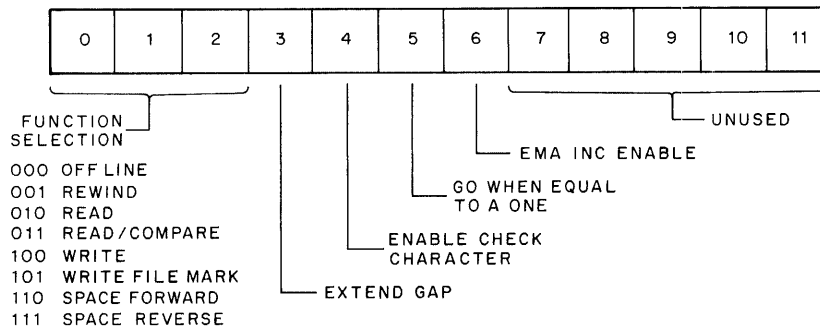 0 1 2 3 4 5 6 7 8 9 10 11
FUNCTION
SELECTION
UNUSED
EMA INC ENABLE
000 OFF LINE
001 REWIND
GO WHEN EQUAL
TO A ONE
010 READ
011 READ/COMPARE
ENABLE CHECK
CHARACTER
100 WRITE
101 WRITE FILE MARK
EXTEND GAP
110 SPACE FORWARD
111 SPACE REVERSE